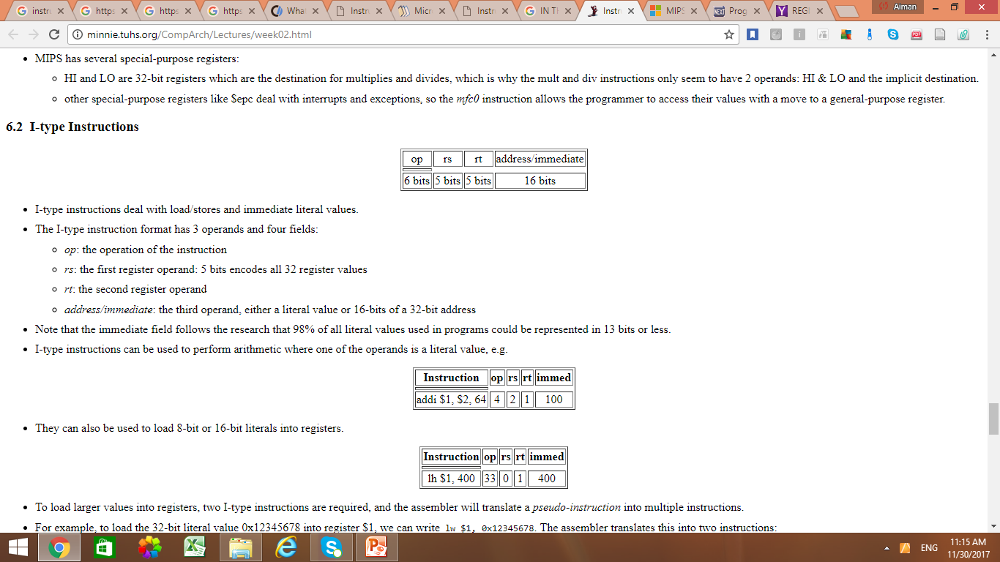 instru
https
https
https
What
Instr
Micr
Instr
IN TH
Instr
MIPS
Prog
REGI
Aiman
minnie.tuhs.org/CompArch/Lectures/week02.html
• MIPS has several special-purpose registers:
HI and LO are 32-bit registers which are the destination for multiplies and divides, which is why the mult and div instructions only seem to have 2 operands: HI & LO and the implicit destination.
other special-purpose registers like $epc deal with interrupts and exceptions, so the mfc0 instruction allows the programmer to access their values with a move to a general-purpose register.
6.2 I-type Instructions
op rs rt address/immediate
6 bits 5 bits 5 bits 16 bits
• I-type instructions deal with load/stores and immediate literal values.
• The I-type instruction format has 3 operands and four fields:
op: the operation of the instruction
rs: the first register operand: 5 bits encodes all 32 register values
rt: the second register operand
address/immediate: the third operand, either a literal value or 16-bits of a 32-bit address
• Note that the immediate field follows the research that 98% of all literal values used in programs could be represented in 13 bits or less.
• I-type instructions can be used to perform arithmetic where one of the operands is a literal value, e.g.
Instruction op rs rt immed
addi $1, $2, 64 4 2 1 100
• They can also be used to load 8-bit or 16-bit literals into registers.
Instruction op rs rt immed
lh $1, 400 33 0 1 400
• To load larger values into registers, two I-type instructions are required, and the assembler will translate a pseudo-instruction into multiple instructions.
• For example, to load the 32-bit literal value 0x12345678 into register $1, we can write lw $1, 0x12345678. The assembler translates this into two instructions:
ENG
11:15 AM
11/30/2017